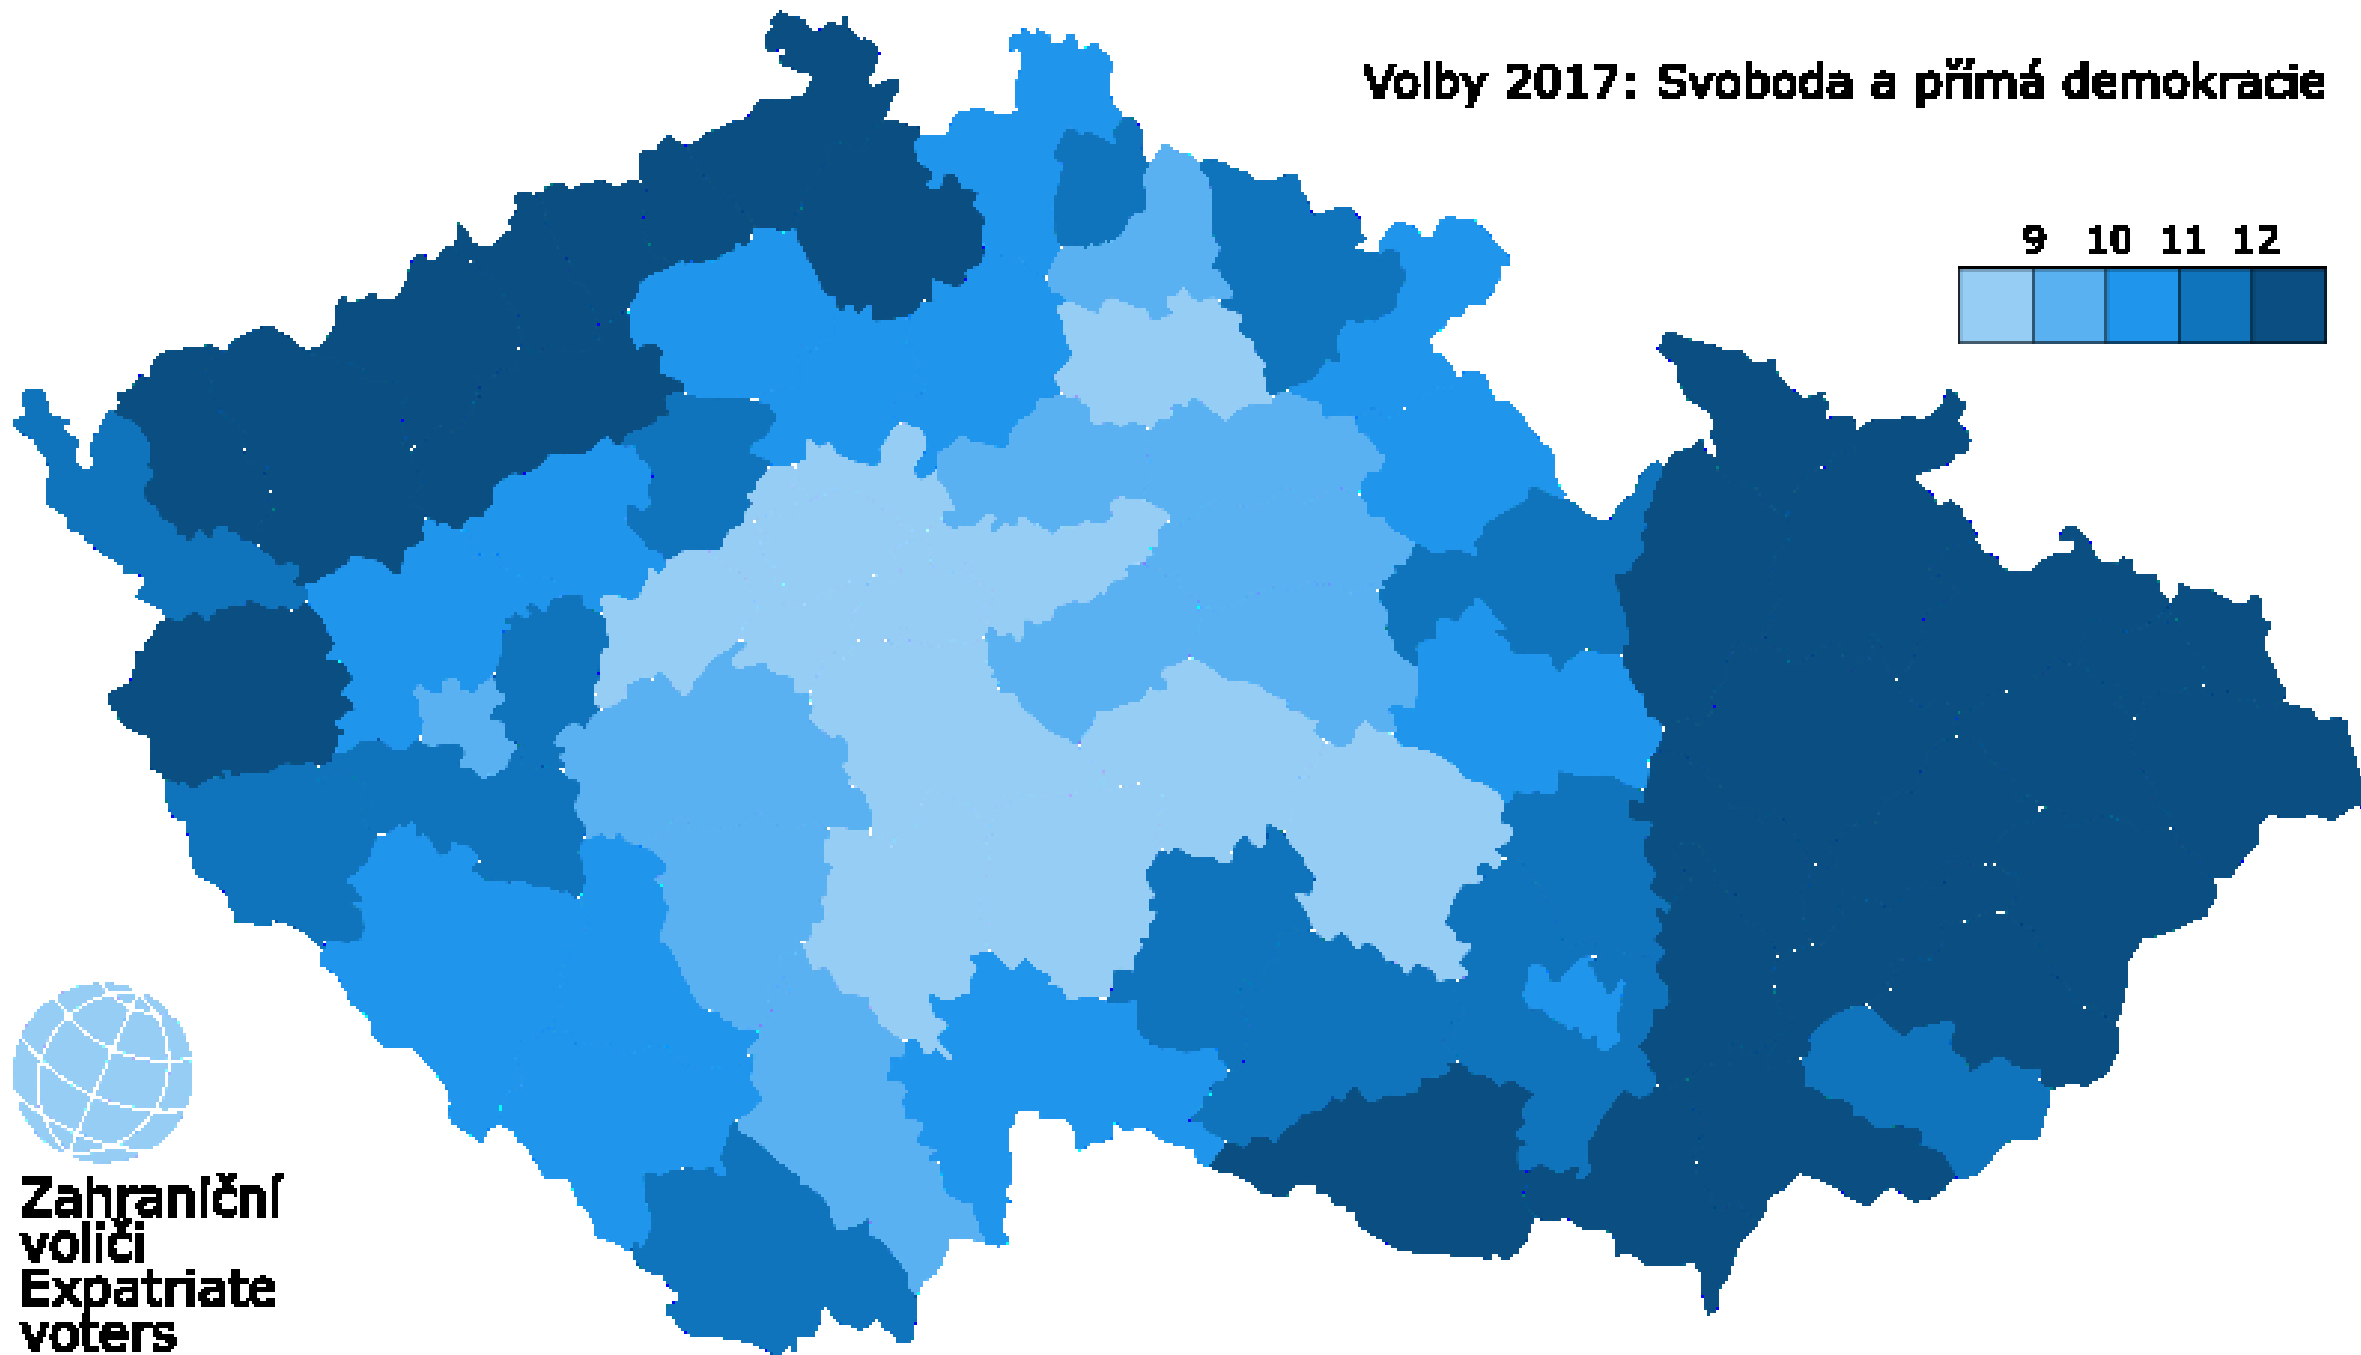 Volby 2017: Svoboda a přímá demokracie
9 10 11 12
Zahraniční
voliči
Expatriate
voters